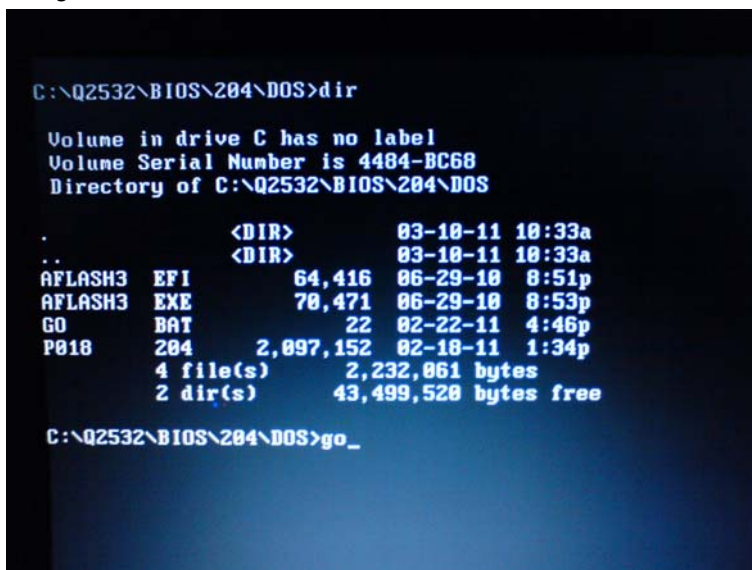 C:\Q2532\BIOS\204\DOS>dir
Volume in drive C has no label
Volume Serial Number is 4484-BC68
Directory of C:\Q2532\BIOS\204\DOS
. <DIR> 03-10-11 10:33a
.. <DIR> 03-10-11 10:33a
AFLASH3 EFI 64,416 06-29-10 8:51p
AFLASH3 EXE 70,471 06-29-10 8:53p
GO BAT 22 02-22-11 4:46p
P018 204 2,097,152 02-18-11 1:34p
4 file(s) 2,232,061 bytes
2 dir(s) 43,499,520 bytes free
C:\Q2532\BIOS\204\DOS>go_